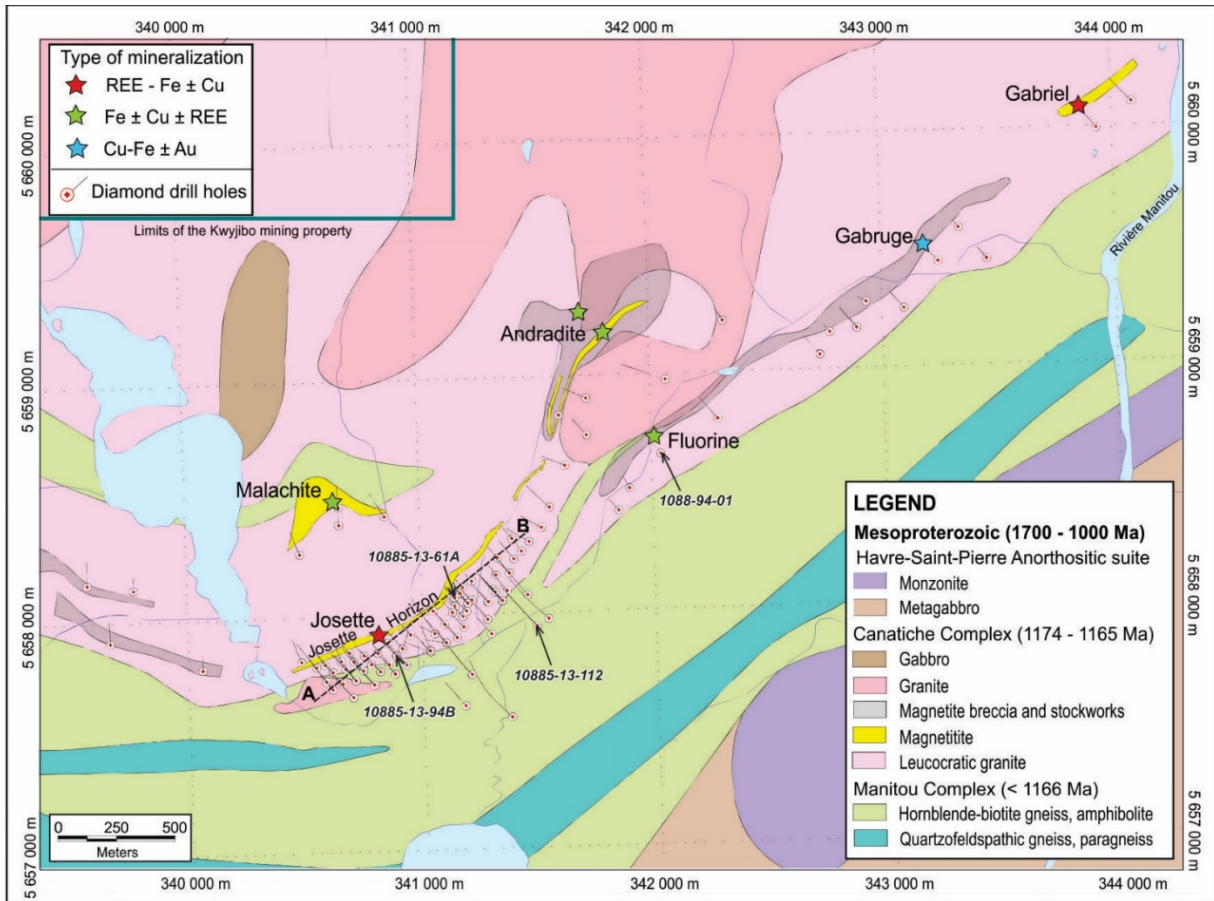 340 000 m
341 000 m
342 000 m
343 000 m
344 000 m
Type of mineralization
REE - Fe ± Cu
Fe ± Cu ± REE
Cu-Fe ± Au
Diamond drill holes
Limits of the Kwyjibo mining property
5 660 000 m
5 659 000 m
5 658 000 m
5 657 000 m
5 660 000 m
5 659 000 m
5 658 000 m
5 657 000 m
Gabriel
Gabruge
Rivière Manitou
Andradite
Fluorine
1088-94-01
Malachite
B
10885-13-61A
Josette
Josette Horizon
A
10885-13-112
10885-13-94B
LEGEND
Mesoproterozoic (1700 - 1000 Ma)
Havre-Saint-Pierre Anorthositic suite
Monzonite
Metagabbro
Canatiche Complex (1174 - 1165 Ma)
Gabbro
Granite
Magnetite breccia and stockworks
Magnetitite
Leucocratic granite
Manitou Complex (< 1166 Ma)
Hornblende-biotite gneiss, amphibolite
Quartzofeldspathic gneiss, paragneiss
0 250 500
Meters
340 000 m
341 000 m
342 000 m
343 000 m
344 000 m